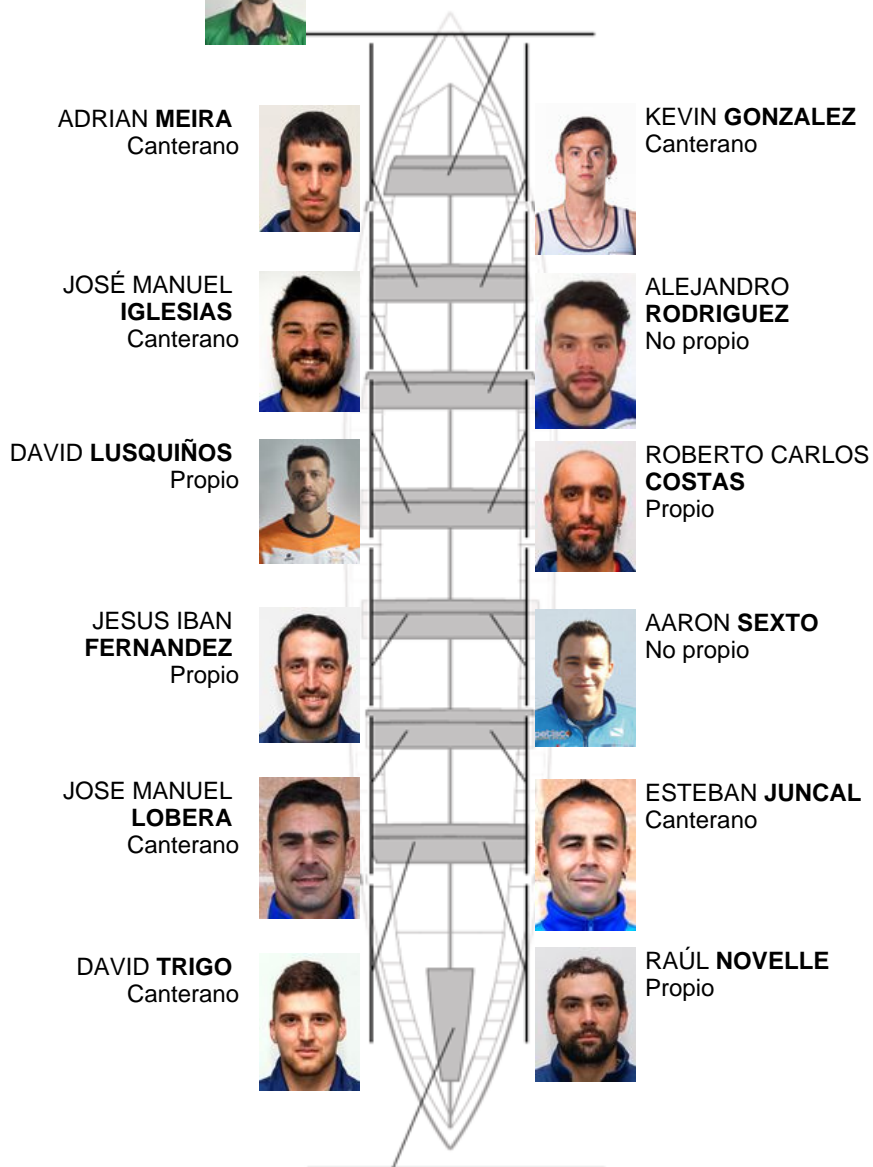 ADRIAN MEIRA
Canterano
KEVIN GONZALEZ
Canterano
JOSÉ MANUEL
IGLESIAS
Canterano
ALEJANDRO
RODRIGUEZ
No propio
DAVID LUSQUIÑOS
Propio
ROBERTO CARLOS
COSTAS
Propio
JESUS IBAN
FERNANDEZ
Propio
AARON SEXTO
No propio
JOSE MANUEL
LOBERA
Canterano
ESTEBAN JUNCAL
Canterano
DAVID TRIGO
Canterano
RAÚL NOVELLE
Propio